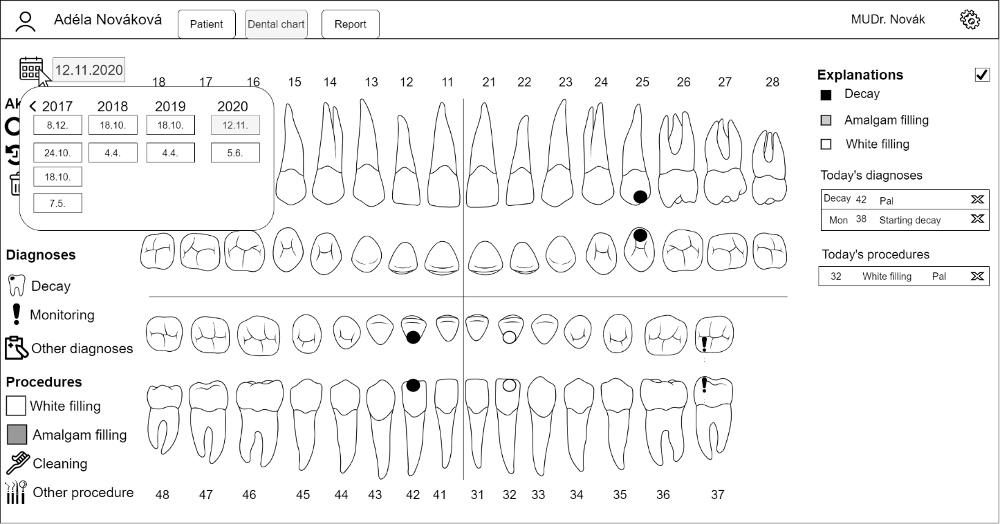 Adéla Nováková
Patient
Dental chart
Report
MUDr. Novák
12.11.2020
18 17 16 15 14 13 12 11 21 22 23 24 25 26 27 28
2017 2018 2019 2020
8.12. 18.10. 18.10. 12.11.
24.10. 4.4. 4.4. 5.6.
18.10.
7.5.
Ak
Diagnoses
Decay
Monitoring
Other diagnoses
Procedures
White filling
Amalgam filling
Cleaning
Other procedure
48 47 46 45 44 43 42 41 31 32 33 34 35 36 37
Explanations
Decay
Amalgam filling
White filling
Today's diagnoses
Decay 42 Pal
Mon 38 Starting decay
Today's procedures
32 White filling Pal